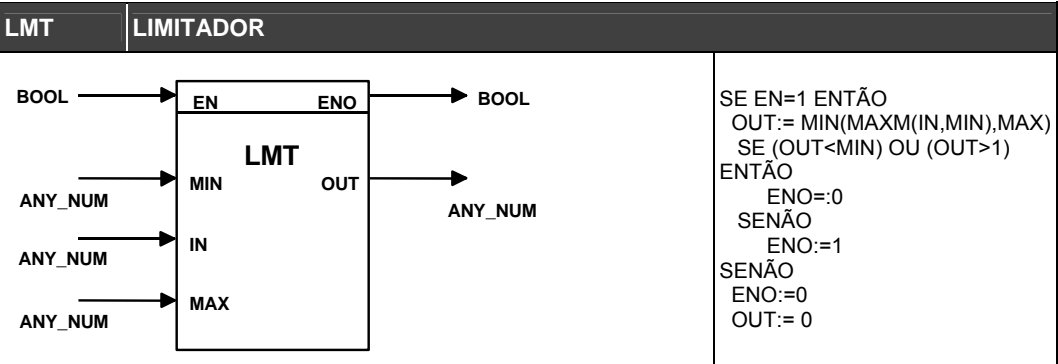 LMT LIMITADOR
BOOL EN ENO BOOL
LMT
MIN OUT
ANY_NUM ANY_NUM
IN
ANY_NUM
MAX
ANY_NUM
SE EN=1 ENTÃO
OUT:= MIN(MAXM(IN,MIN),MAX)
SE (OUT<MIN) OU (OUT>1)
ENTÃO
ENO=:0
SENÃO
ENO:=1
SENÃO
ENO:=0
OUT:= 0